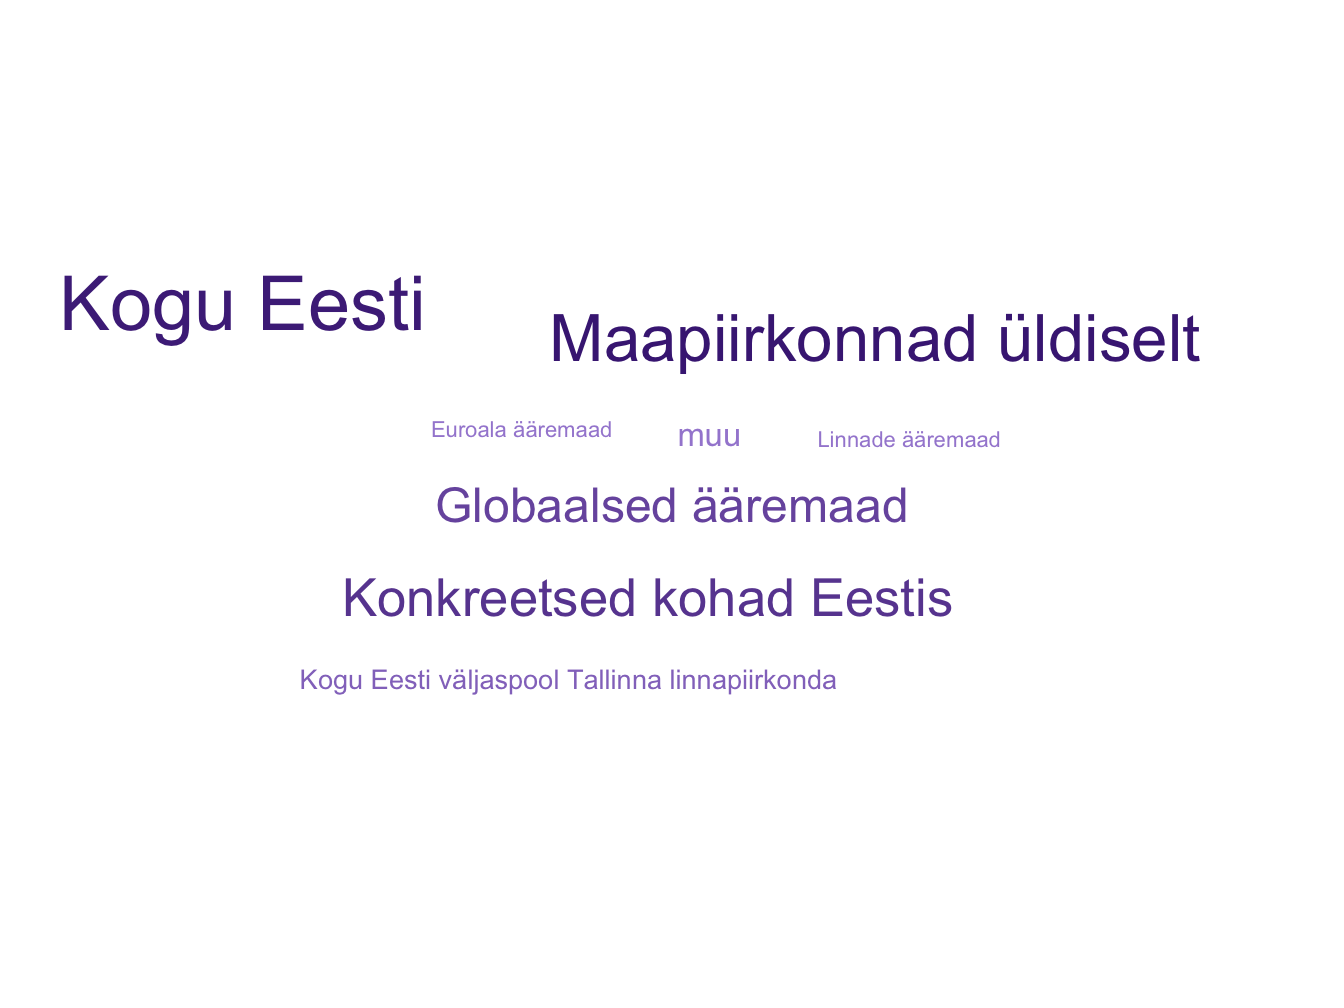 Kogu Eesti
Maapiirkonnad üldiselt
Euroala ääremaad
muu
Linnade ääremaad
Globaalsed ääremaad
Konkreetsed kohad Eestis
Kogu Eesti väljaspool Tallinna linnapiirkonda